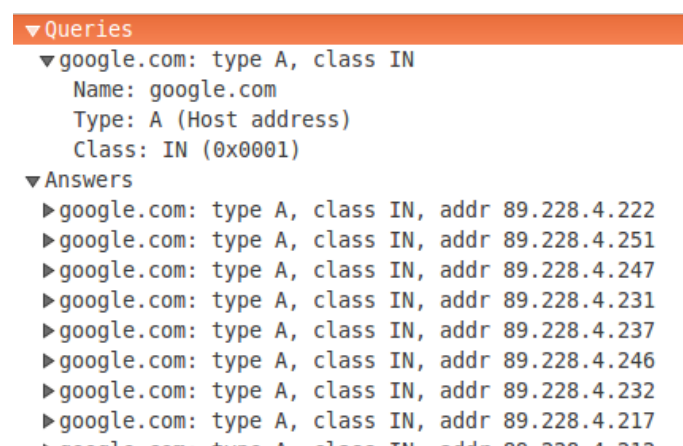 Queries
google.com: type A, class IN
Name: google.com
Type: A (Host address)
Class: IN (0x0001)
Answers
google.com: type A, class IN, addr 89.228.4.222
google.com: type A, class IN, addr 89.228.4.251
google.com: type A, class IN, addr 89.228.4.247
google.com: type A, class IN, addr 89.228.4.231
google.com: type A, class IN, addr 89.228.4.237
google.com: type A, class IN, addr 89.228.4.246
google.com: type A, class IN, addr 89.228.4.232
google.com: type A, class IN, addr 89.228.4.217